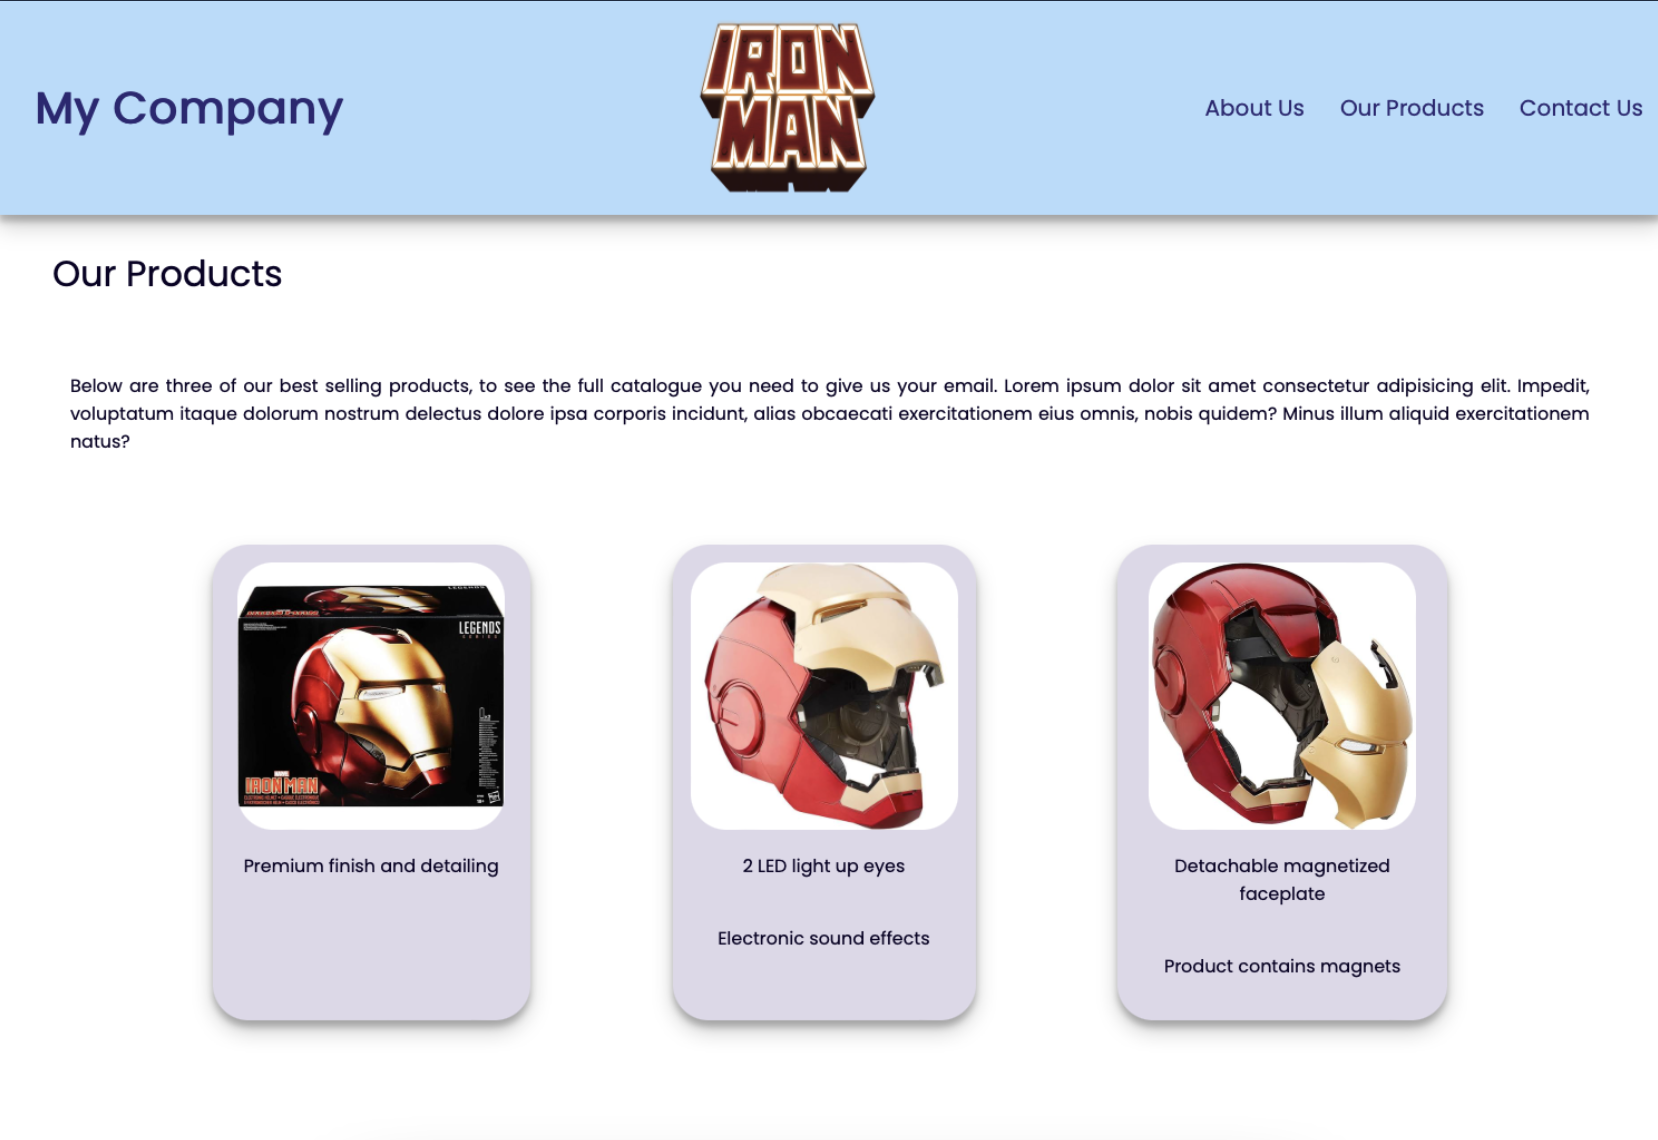 My Company
IRON
MAN
About Us
Our Products
Contact Us
Our Products
Below are three of our best selling products, to see the full catalogue you need to give us your email. Lorem ipsum dolor sit amet consectetur adipisicing elit. Impedit,
voluptatum itaque dolorum nostrum delectus dolore ipsa corporis incidunt, alias obcaecati exercitationem eius omnis, nobis quidem? Minus illum aliquid exercitationem
natus?
LEGENDS
LEGENDS
SERIES
MARVEL
IRON MAN
Premium finish and detailing
2 LED light up eyes
Electronic sound effects
Detachable magnetized
faceplate
Product contains magnets